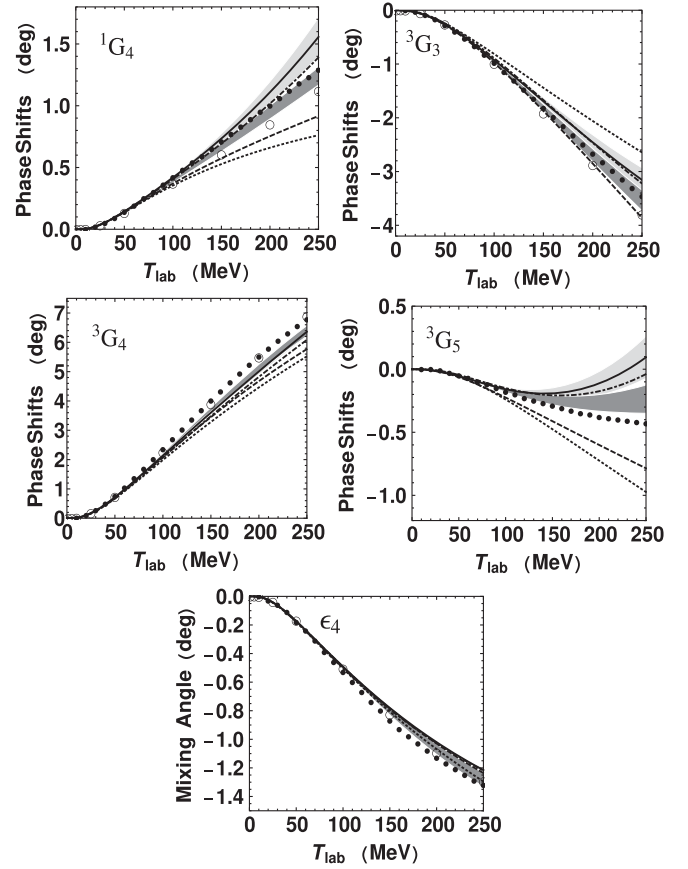 ¹G₄
Phase Shifts (deg)
1.5
1.0
0.5
0.0
0 50 100 150 200 250
T_lab (MeV)
³G₃
Phase Shifts (deg)
0
−1
−2
−3
−4
0 50 100 150 200 250
T_lab (MeV)
³G₄
Phase Shifts (deg)
7
6
5
4
3
2
1
0
0 50 100 150 200 250
T_lab (MeV)
³G₅
Phase Shifts (deg)
0.5
0.0
−0.5
−1.0
0 50 100 150 200 250
T_lab (MeV)
ϵ₄
Mixing Angle (deg)
0.0
−0.2
−0.4
−0.6
−0.8
−1.0
−1.2
−1.4
0 50 100 150 200 250
T_lab (MeV)